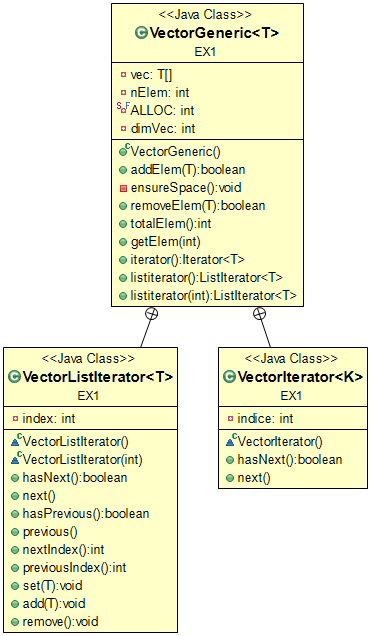 <<Java Class>>
VectorGeneric<T>
EX1
vec: T[]
nElem: int
S F ALLOC: int
dimVec: int
C VectorGeneric()
addElem(T):boolean
ensureSpace():void
removeElem(T):boolean
totalElem():int
getElem(int)
iterator():Iterator<T>
listiterator():ListIterator<T>
listiterator(int):ListIterator<T>
<<Java Class>>
C VectorListIterator<T>
EX1
index: int
C VectorListIterator()
C VectorListIterator(int)
hasNext():boolean
next()
hasPrevious():boolean
previous()
nextIndex():int
previousIndex():int
set(T):void
add(T):void
remove():void
<<Java Class>>
C VectorIterator<K>
EX1
indice: int
C VectorIterator()
hasNext():boolean
next()